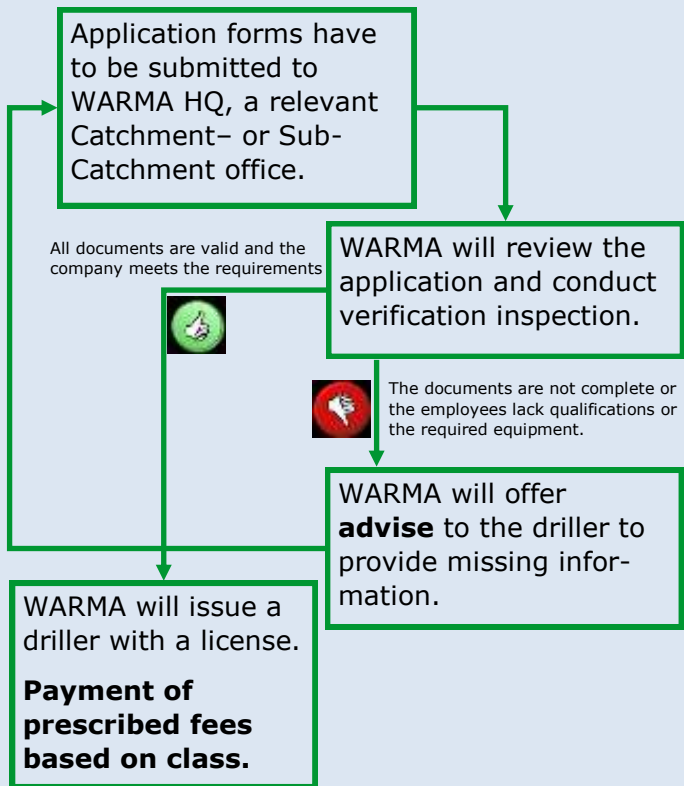 Application forms have
to be submitted to
WARMA HQ, a relevant
Catchment– or Sub-
Catchment office.
All documents are valid and the
company meets the requirements
WARMA will review the
application and conduct
verification inspection.
The documents are not complete or
the employees lack qualifications or
the required equipment.
WARMA will offer
advise to the driller to
provide missing infor-
mation.
WARMA will issue a
driller with a license.
Payment of
prescribed fees
based on class.